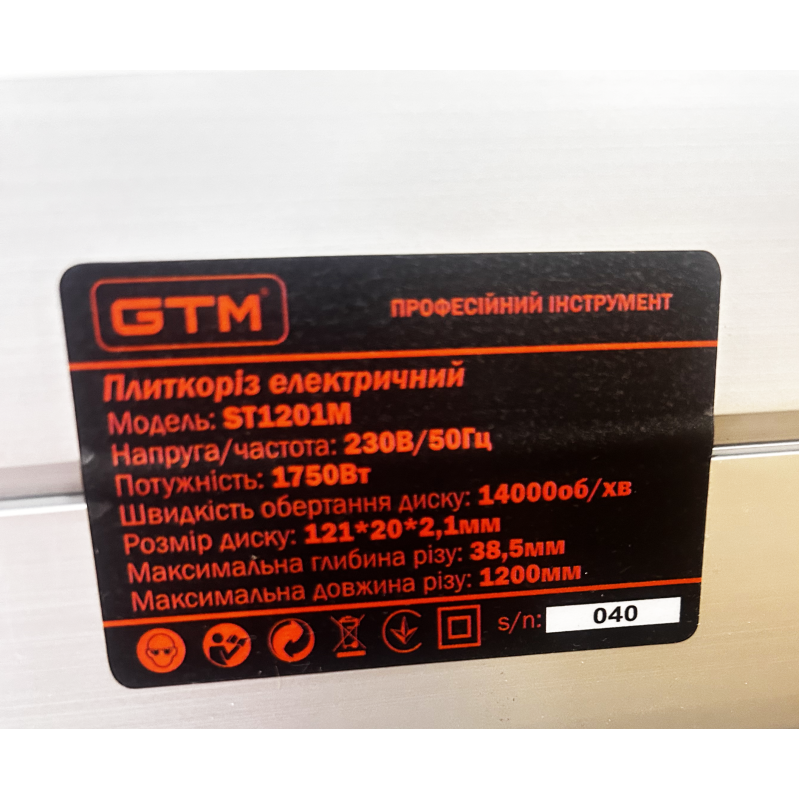 GTM®
ПРОФЕСІЙНИЙ ІНСТРУМЕНТ
Плиткоріз електричний
Модель: ST1201M
Напруга/частота: 230В/50Гц
Потужність: 1750Вт
Швидкість обертання диску: 14000об/хв
Розмір диску: 121*20*2,1мм
Максимальна глибина різу: 38,5мм
Максимальна довжина різу: 1200мм
s/n: 040